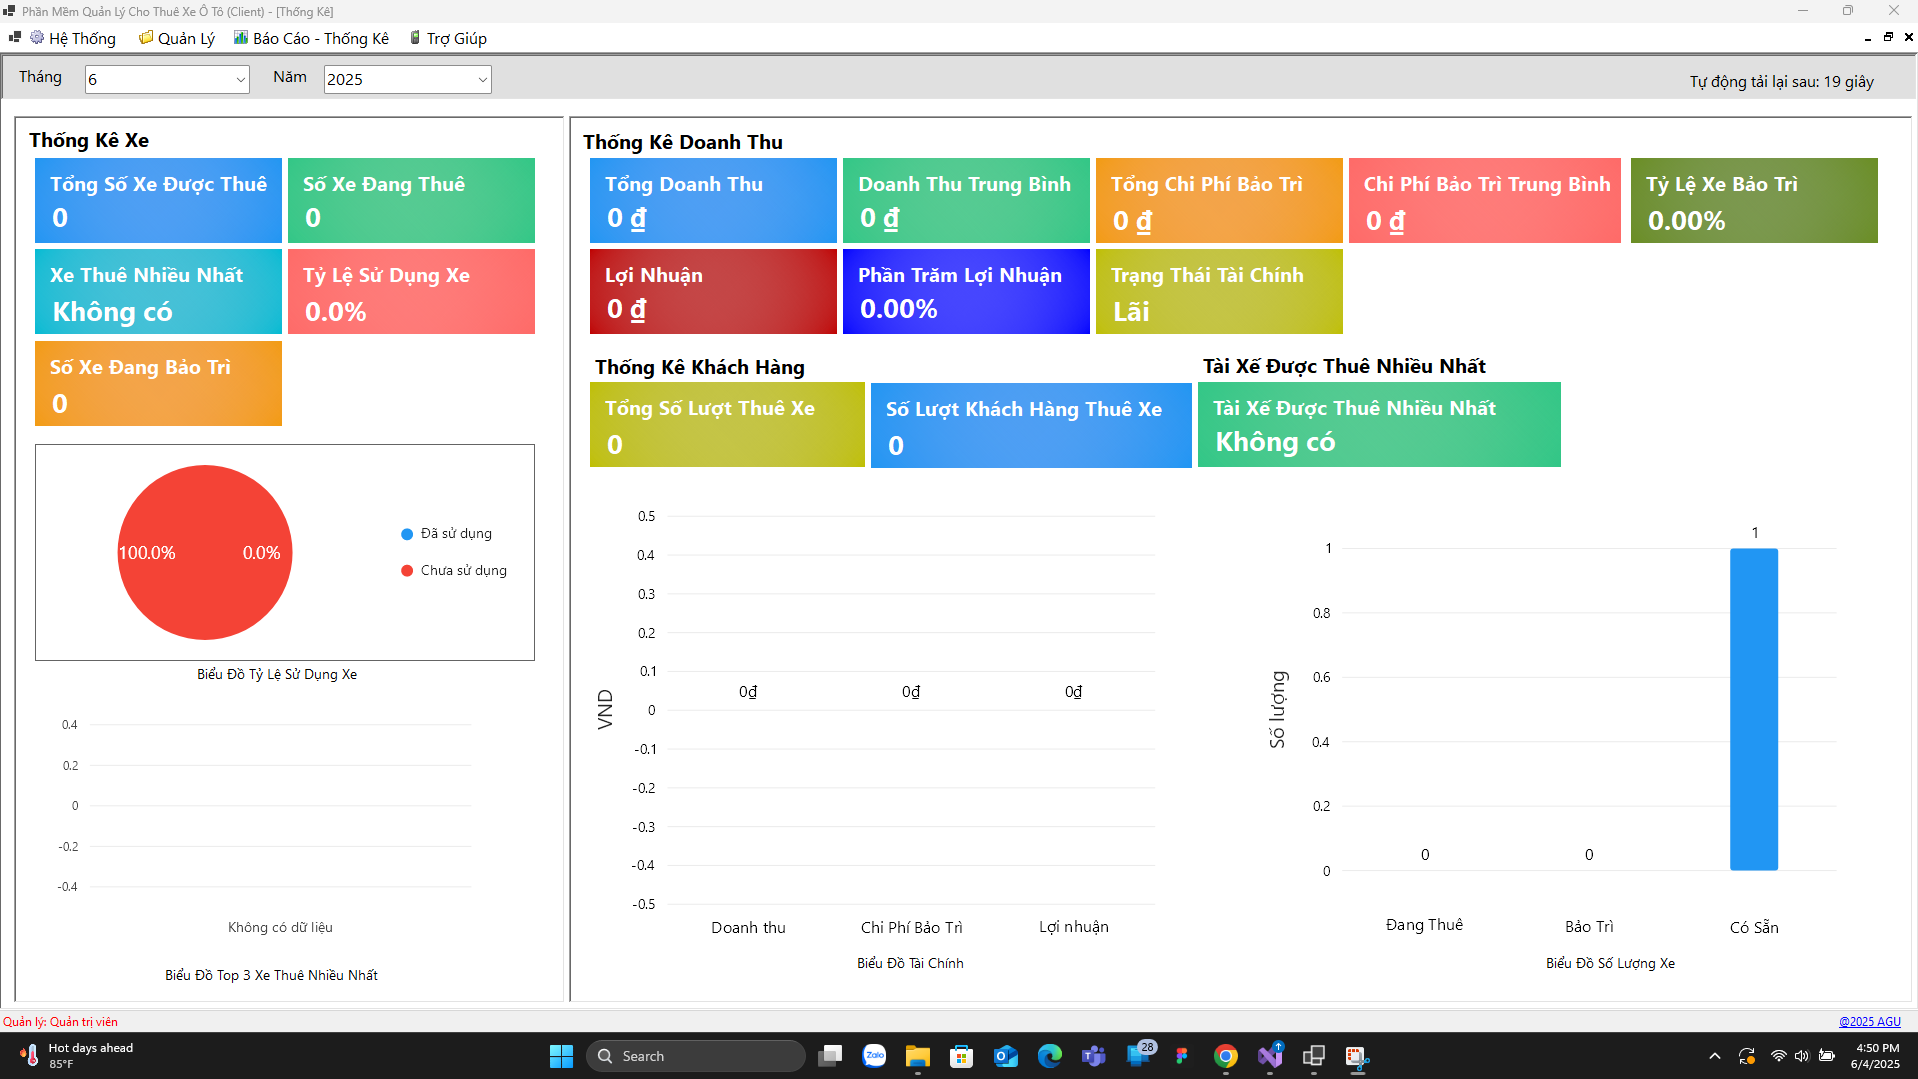 Phần Mềm Quản Lý Cho Thuê Xe Ô Tô (Client) - [Thống Kê]
Hệ Thống Quản Lý Báo Cáo - Thống Kê Trợ Giúp
Tháng 6 Năm 2025 Tự động tải lại sau: 19 giây
Thống Kê Xe
Tổng Số Xe Được Thuê
0
Số Xe Đang Thuê
0
Xe Thuê Nhiều Nhất
Không có
Tỷ Lệ Sử Dụng Xe
0.0%
Số Xe Đang Bảo Trì
0
100.0% 0.0%
Đã sử dụng
Chưa sử dụng
Biểu Đồ Tỷ Lệ Sử Dụng Xe
0.4
0.2
0
-0.2
-0.4
Không có dữ liệu
Biểu Đồ Top 3 Xe Thuê Nhiều Nhất
Thống Kê Doanh Thu
Tổng Doanh Thu
0 ₫
Doanh Thu Trung Bình
0 ₫
Tổng Chi Phí Bảo Trì
0 ₫
Chi Phí Bảo Trì Trung Bình
0 ₫
Tỷ Lệ Xe Bảo Trì
0.00%
Lợi Nhuận
0 ₫
Phần Trăm Lợi Nhuận
0.00%
Trạng Thái Tài Chính
Lãi
Thống Kê Khách Hàng
Tổng Số Lượt Thuê Xe
0
Số Lượt Khách Hàng Thuê Xe
0
Tài Xế Được Thuê Nhiều Nhất
Tài Xế Được Thuê Nhiều Nhất
Không có
VND
0.5
0.4
0.3
0.2
0.1
0
-0.1
-0.2
-0.3
-0.4
-0.5
0₫ 0₫ 0₫
Doanh thu Chi Phí Bảo Trì Lợi nhuận
Biểu Đồ Tài Chính
Số lượng
1
0.8
0.6
0.4
0.2
0
0 0 1
Đang Thuê Bảo Trì Có Sẵn
Biểu Đồ Số Lượng Xe
Quản lý: Quản trị viên
@2025 AGU
Hot days ahead
85°F
Search
Zalo
28
4:50 PM
6/4/2025